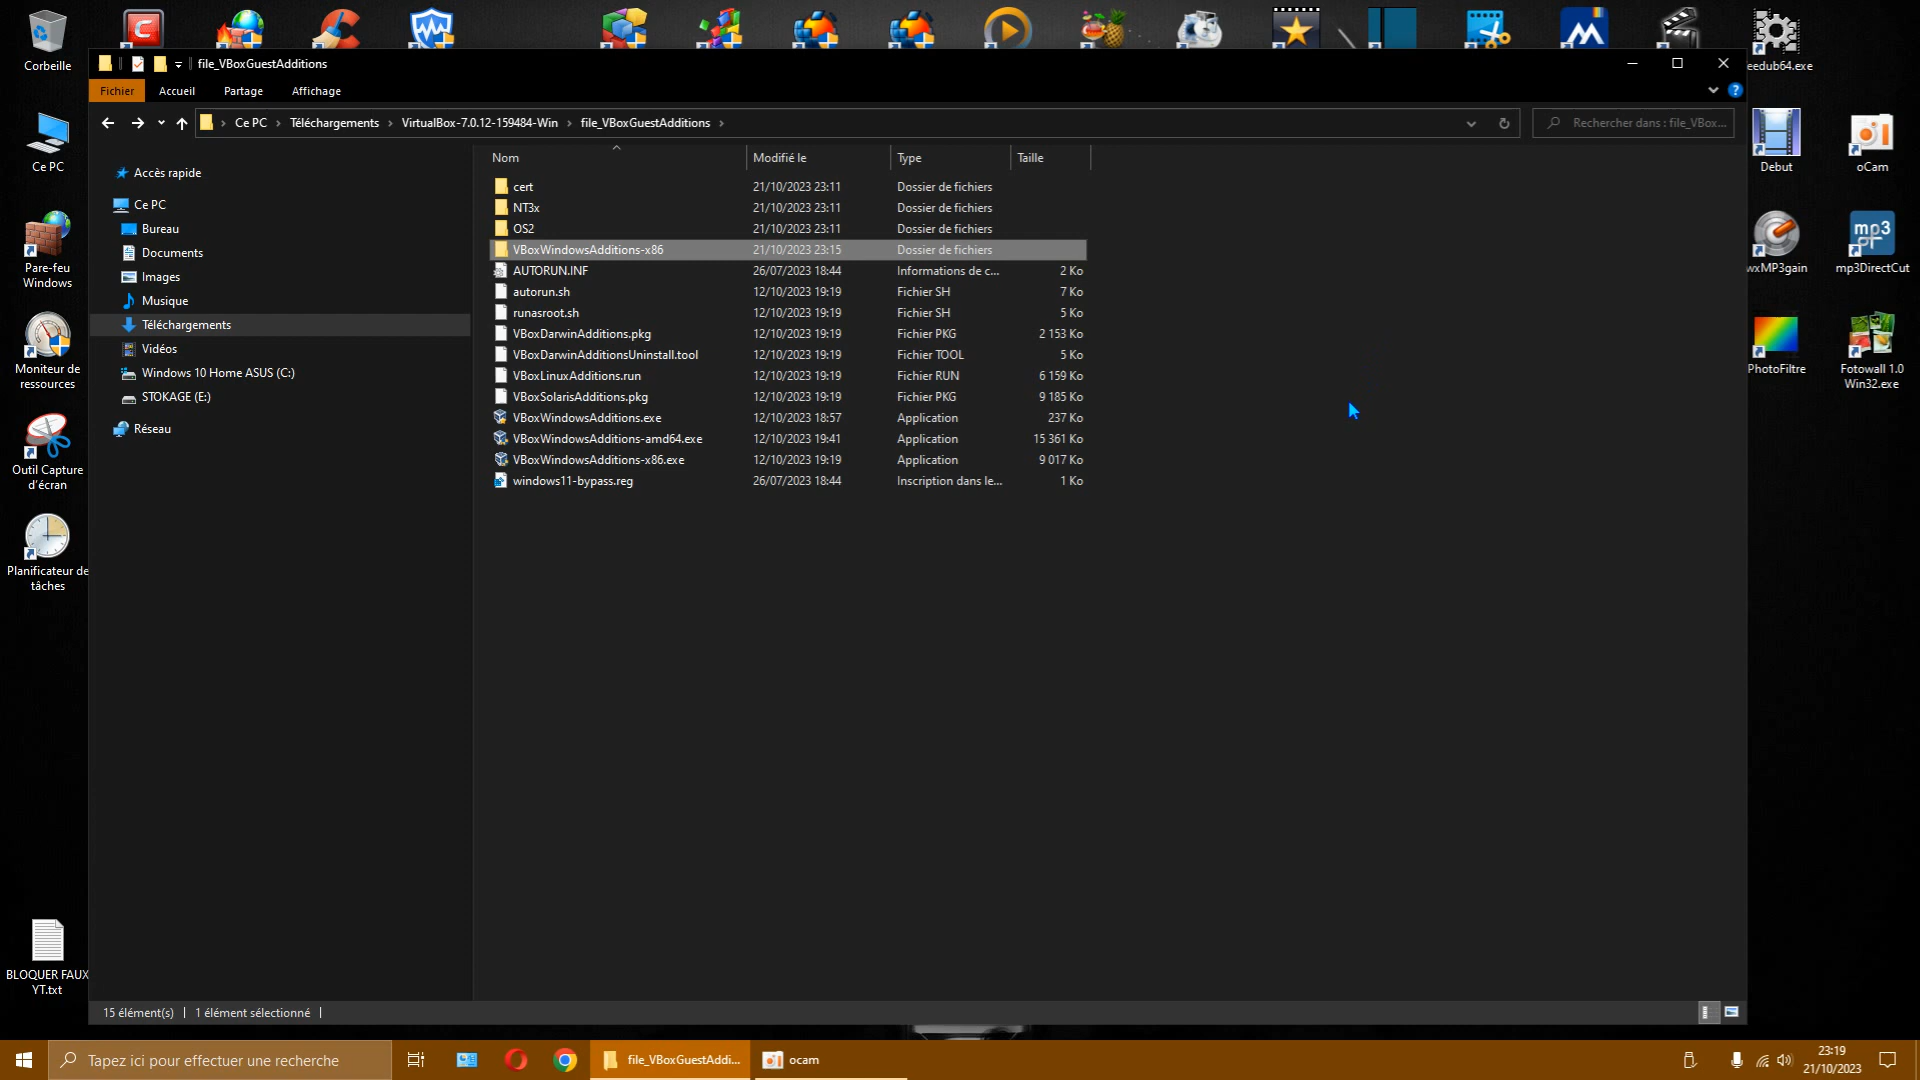 Corbeille
eedub64.exe
file_VBoxGuestAdditions
Fichier
Accueil
Partage
Affichage
Ce PC
Téléchargements
VirtualBox-7.0.12-159484-Win
file_VBoxGuestAdditions
Rechercher dans : file_VBox...
Nom
Modifié le
Type
Taille
Accès rapide
Ce PC
Bureau
Documents
Images
Musique
Téléchargements
Vidéos
Windows 10 Home ASUS (C:)
STOKAGE (E:)
Réseau
cert 21/10/2023 23:11 Dossier de fichiers
NT3x 21/10/2023 23:11 Dossier de fichiers
OS2 21/10/2023 23:11 Dossier de fichiers
VBoxWindowsAdditions-x86 21/10/2023 23:15 Dossier de fichiers
AUTORUN.INF 26/07/2023 18:44 Informations de c... 2 Ko
autorun.sh 12/10/2023 19:19 Fichier SH 7 Ko
runasroot.sh 12/10/2023 19:19 Fichier SH 5 Ko
VBoxDarwinAdditions.pkg 12/10/2023 19:19 Fichier PKG 2 153 Ko
VBoxDarwinAdditionsUninstall.tool 12/10/2023 19:19 Fichier TOOL 5 Ko
VBoxLinuxAdditions.run 12/10/2023 19:19 Fichier RUN 6 159 Ko
VBoxSolarisAdditions.pkg 12/10/2023 19:19 Fichier PKG 9 185 Ko
VBoxWindowsAdditions.exe 12/10/2023 18:57 Application 237 Ko
VBoxWindowsAdditions-amd64.exe 12/10/2023 19:41 Application 15 361 Ko
VBoxWindowsAdditions-x86.exe 12/10/2023 19:19 Application 9 017 Ko
windows11-bypass.reg 26/07/2023 18:44 Inscription dans le... 1 Ko
Ce PC
Pare-feu
Windows
Moniteur de
ressources
Outil Capture
d'écran
Planificateur de
tâches
BLOQUER FAUX
YT.txt
Debut
oCam
wxMP3gain
mp3
mp3DirectCut
PhotoFiltre
Fotowall 1.0
Win32.exe
15 élément(s)
1 élément sélectionné
Tapez ici pour effectuer une recherche
file_VBoxGuestAddi...
ocam
23:19
21/10/2023